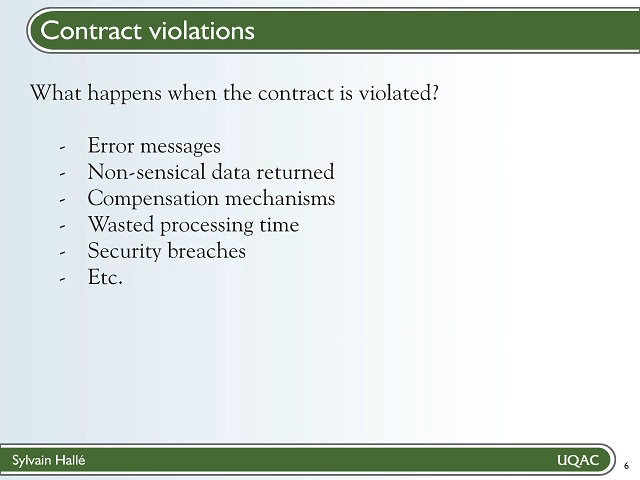 Contract violations
What happens when the contract is violated?
- Error messages
- Non-sensical data returned
- Compensation mechanisms
- Wasted processing time
- Security breaches
- Etc.
Sylvain Hallé
UQAC
6